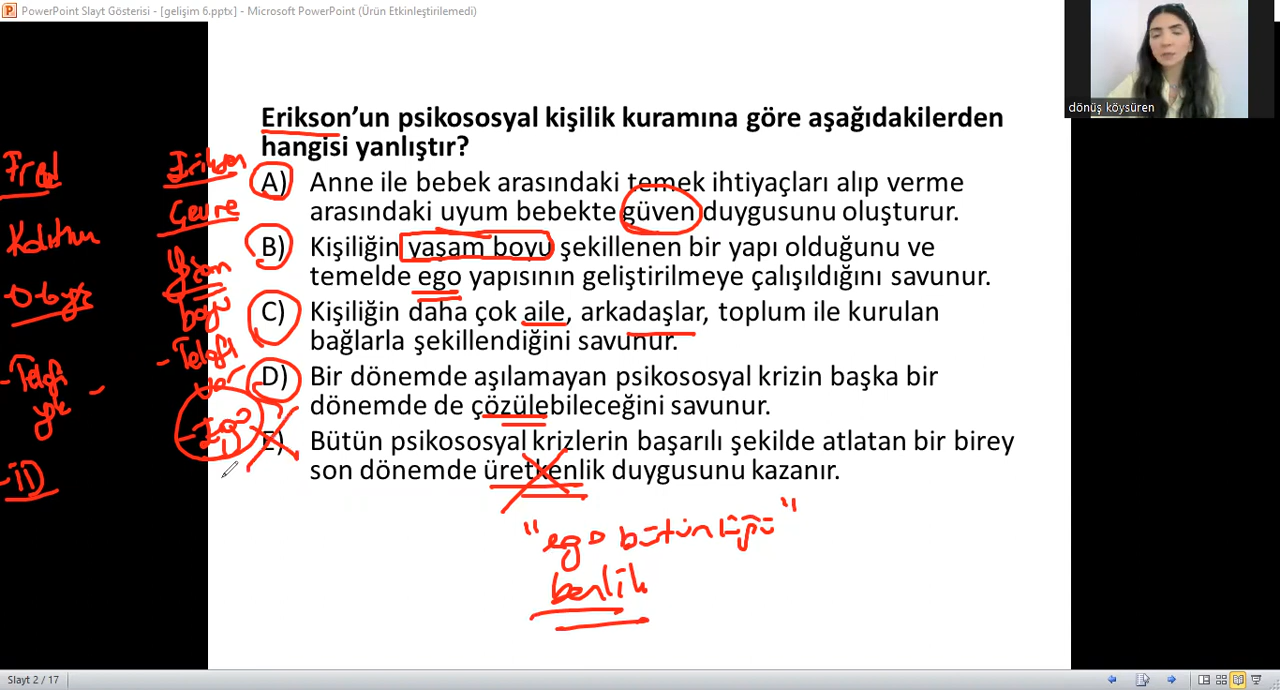 PowerPoint Slayt Gösterisi - [gelişim 6.pptx] - Microsoft PowerPoint (Ürün Etkinleştirilemedi)
dönüş köysüren
Erikson’un psikososyal kişilik kuramına göre aşağıdakilerden
hangisi yanlıştır?
A) Anne ile bebek arasındaki temek ihtiyaçları alıp verme
arasındaki uyum bebekte güven duygusunu oluşturur.
B) Kişiliğin yaşam boyu şekillenen bir yapı olduğunu ve
temelde ego yapısının geliştirilmeye çalışıldığını savunur.
C) Kişiliğin daha çok aile, arkadaşlar, toplum ile kurulan
bağlarla şekillendiğini savunur.
D) Bir dönemde aşılamayan psikososyal krizin başka bir
dönemde de çözülebileceğini savunur.
E) Bütün psikososyal krizlerin başarılı şekilde atlatan bir birey
son dönemde üretkenlik duygusunu kazanır.
"ego bütünlüğü"
benlik
Erikson
Çevre
yaşam
boyu
- Telafi
var
- Ego
Kalıtım
- Telafi
yok
- İD
Slayt 2 / 17